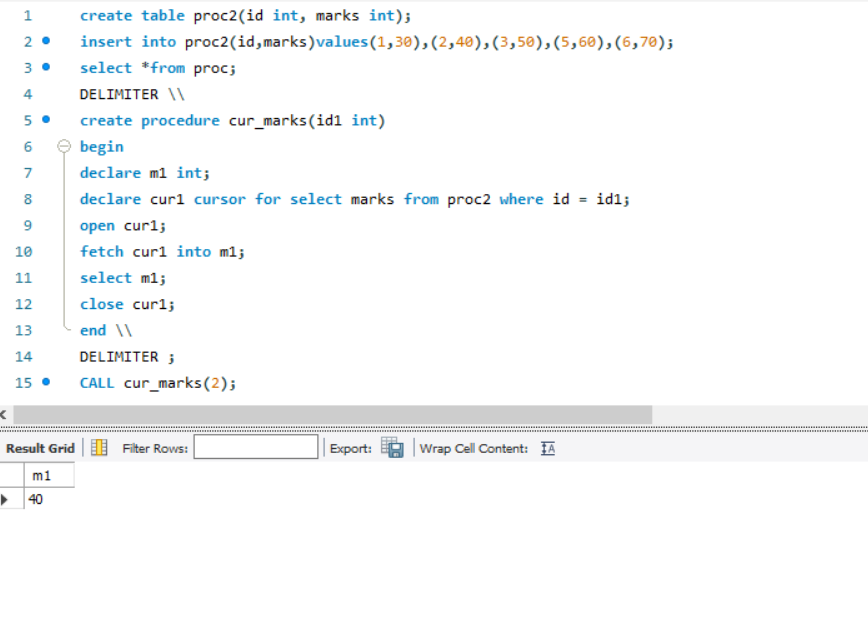 1 create table proc2(id int, marks int);
2 insert into proc2(id,marks)values(1,30),(2,40),(3,50),(5,60),(6,70);
3 select *from proc;
4 DELIMITER \\
5 create procedure cur_marks(id1 int)
6 begin
7 declare m1 int;
8 declare cur1 cursor for select marks from proc2 where id = id1;
9 open cur1;
10 fetch cur1 into m1;
11 select m1;
12 close cur1;
13 end \\
14 DELIMITER ;
15 CALL cur_marks(2);
Result Grid Filter Rows: Export: Wrap Cell Content:
m1
40